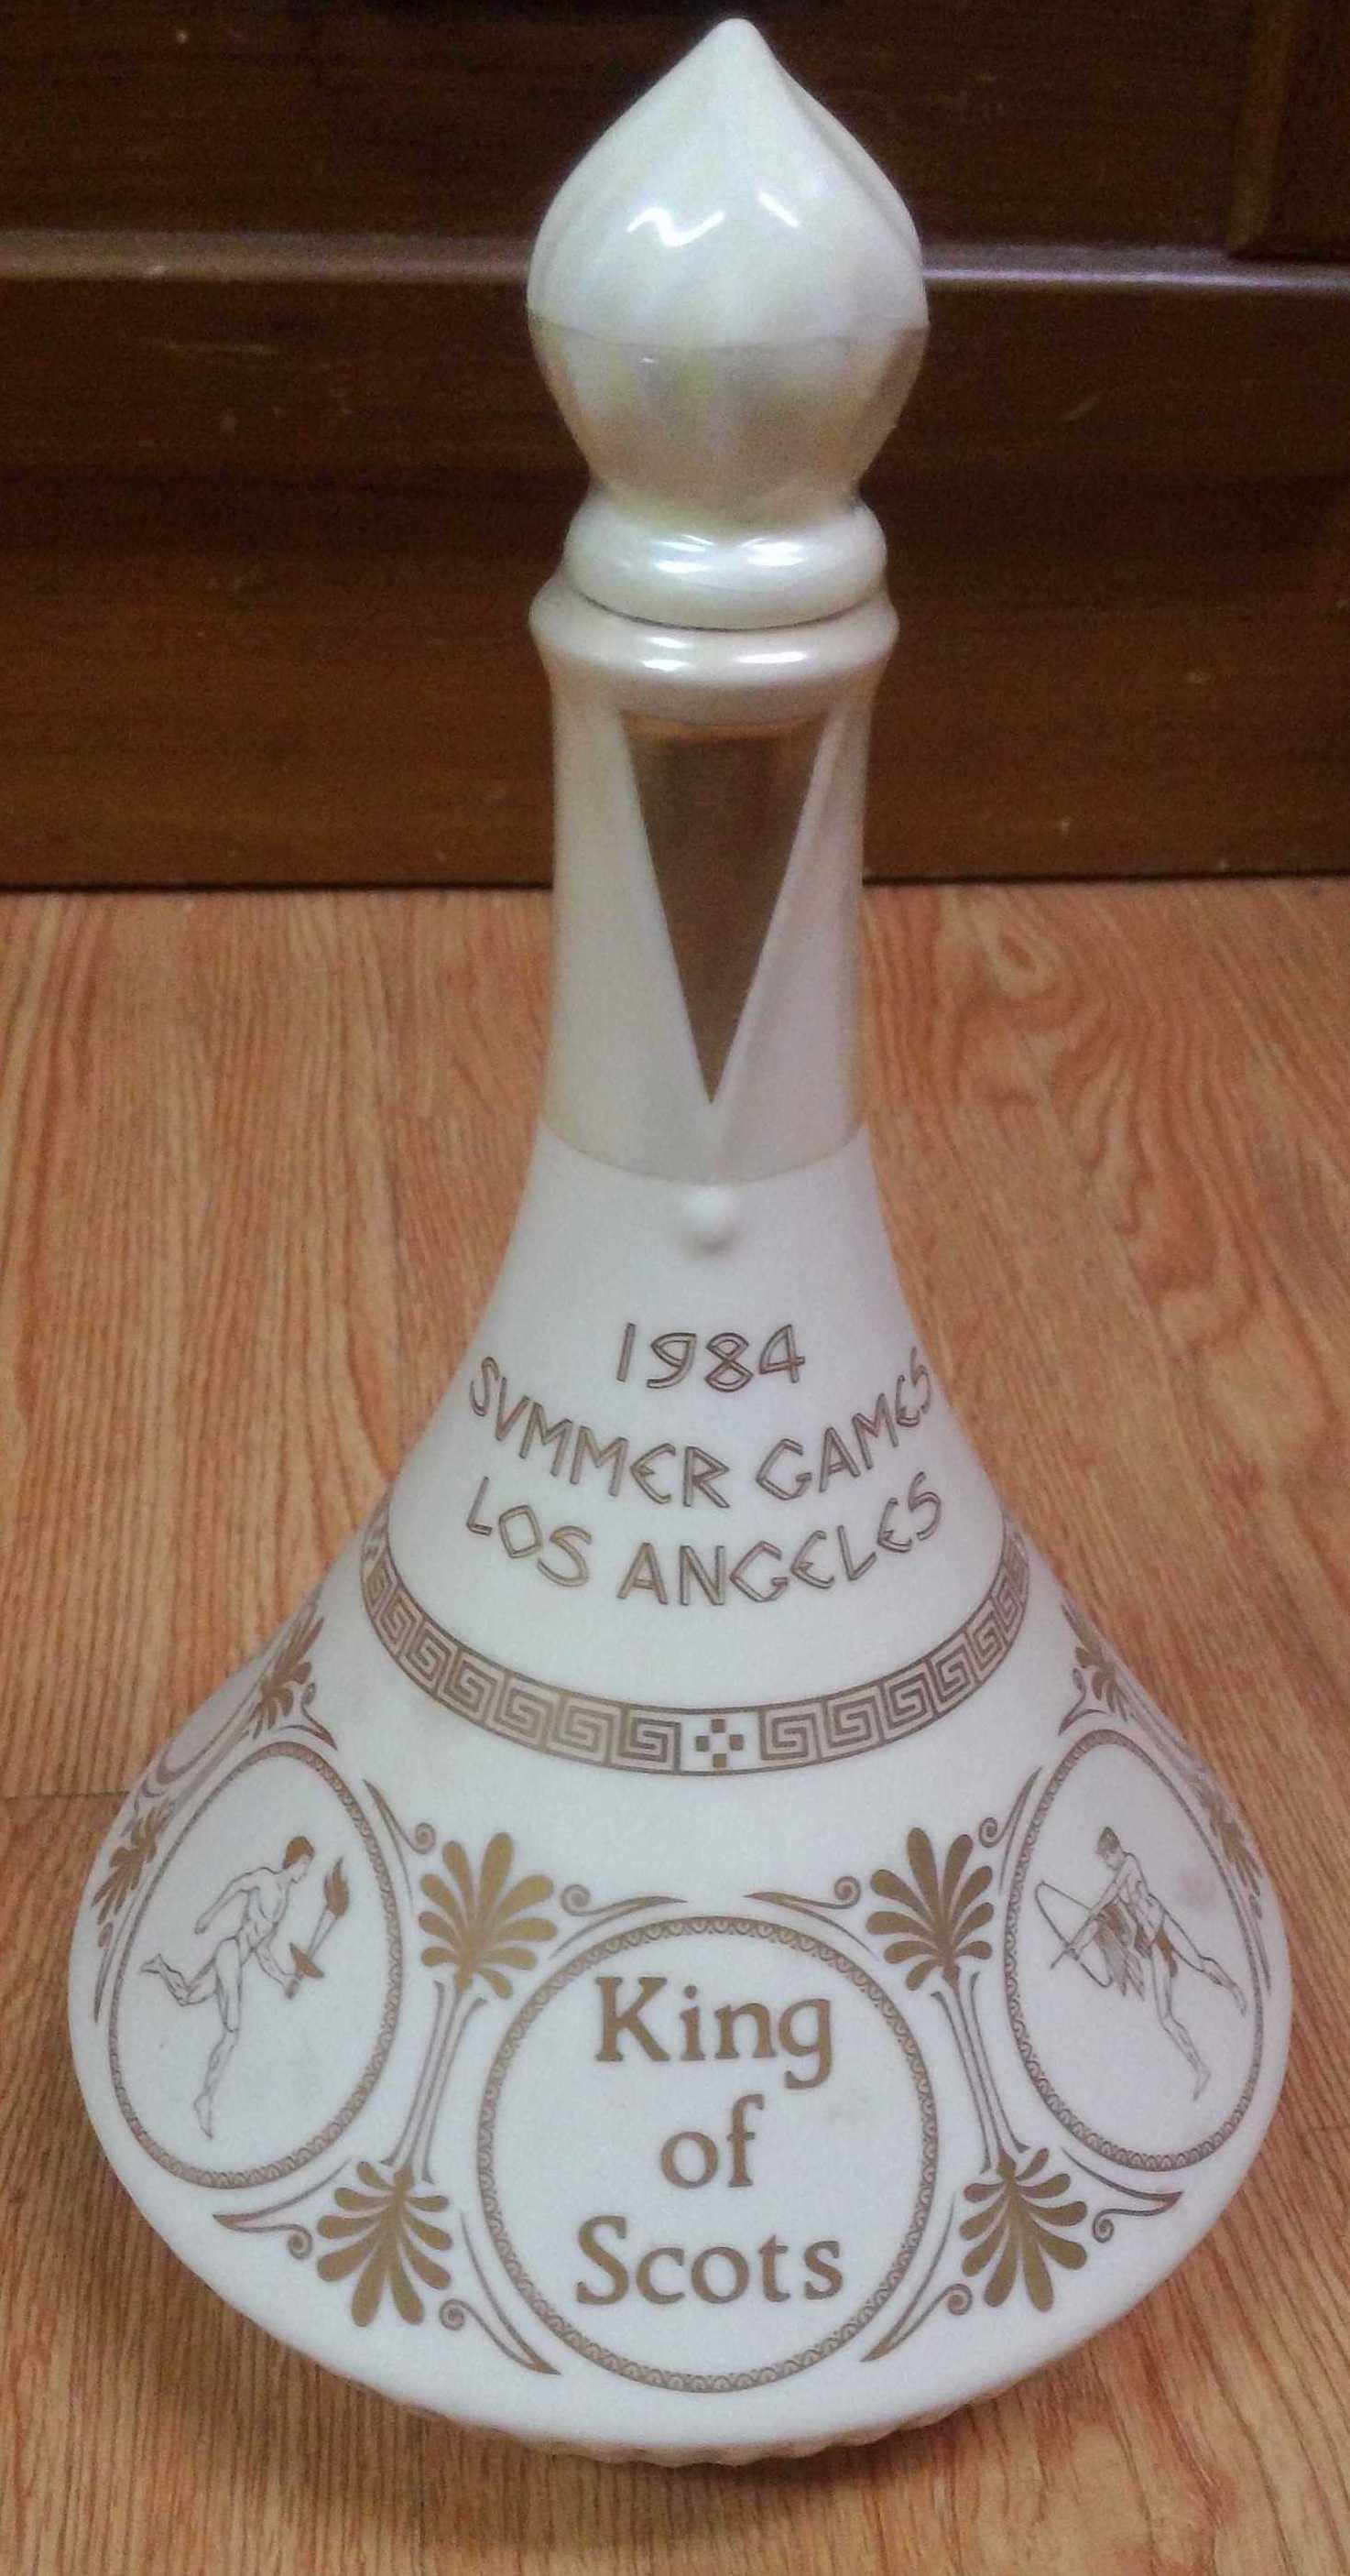 1984
SVMMER GAMES
LOS ANGELES
King
of
Scots